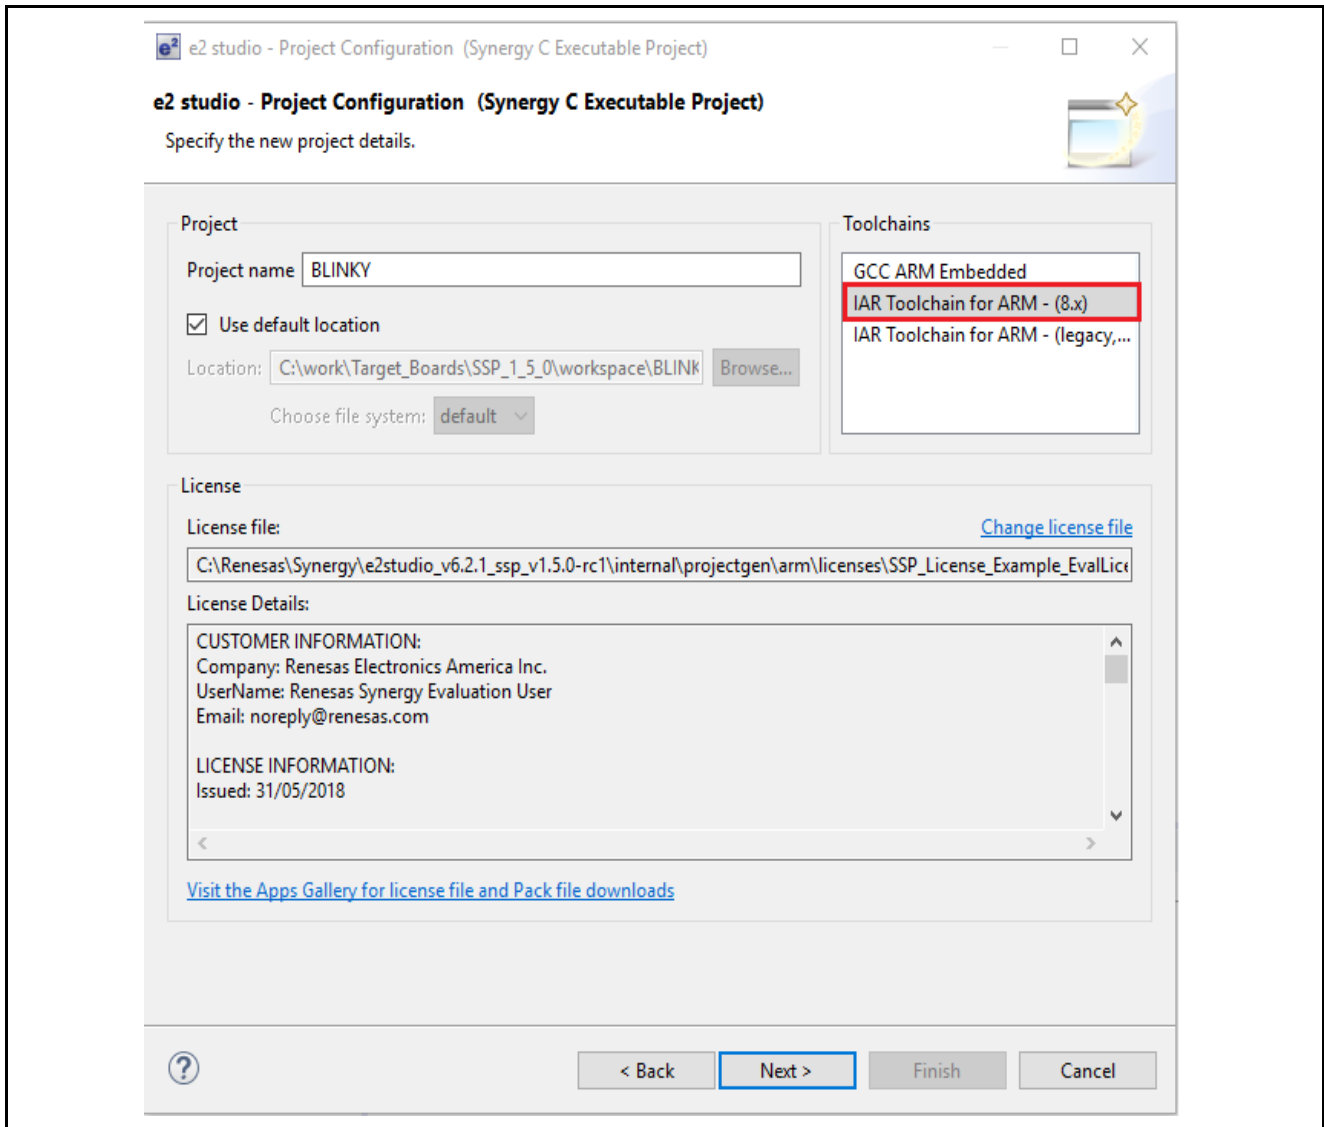 e2 studio - Project Configuration (Synergy C Executable Project)
e2 studio - Project Configuration (Synergy C Executable Project)
Specify the new project details.
Project
Project name BLINKY
Use default location
Location: C:\work\Target_Boards\SSP_1_5_0\workspace\BLINK Browse...
Choose file system: default
Toolchains
GCC ARM Embedded
IAR Toolchain for ARM - (8.x)
IAR Toolchain for ARM - (legacy,...
License
License file: Change license file
C:\Renesas\Synergy\e2studio_v6.2.1_ssp_v1.5.0-rc1\internal\projectgen\arm\licenses\SSP_License_Example_EvalLice
License Details:
CUSTOMER INFORMATION:
Company: Renesas Electronics America Inc.
UserName: Renesas Synergy Evaluation User
Email: noreply@renesas.com
LICENSE INFORMATION:
Issued: 31/05/2018
Visit the Apps Gallery for license file and Pack file downloads
? < Back Next > Finish Cancel